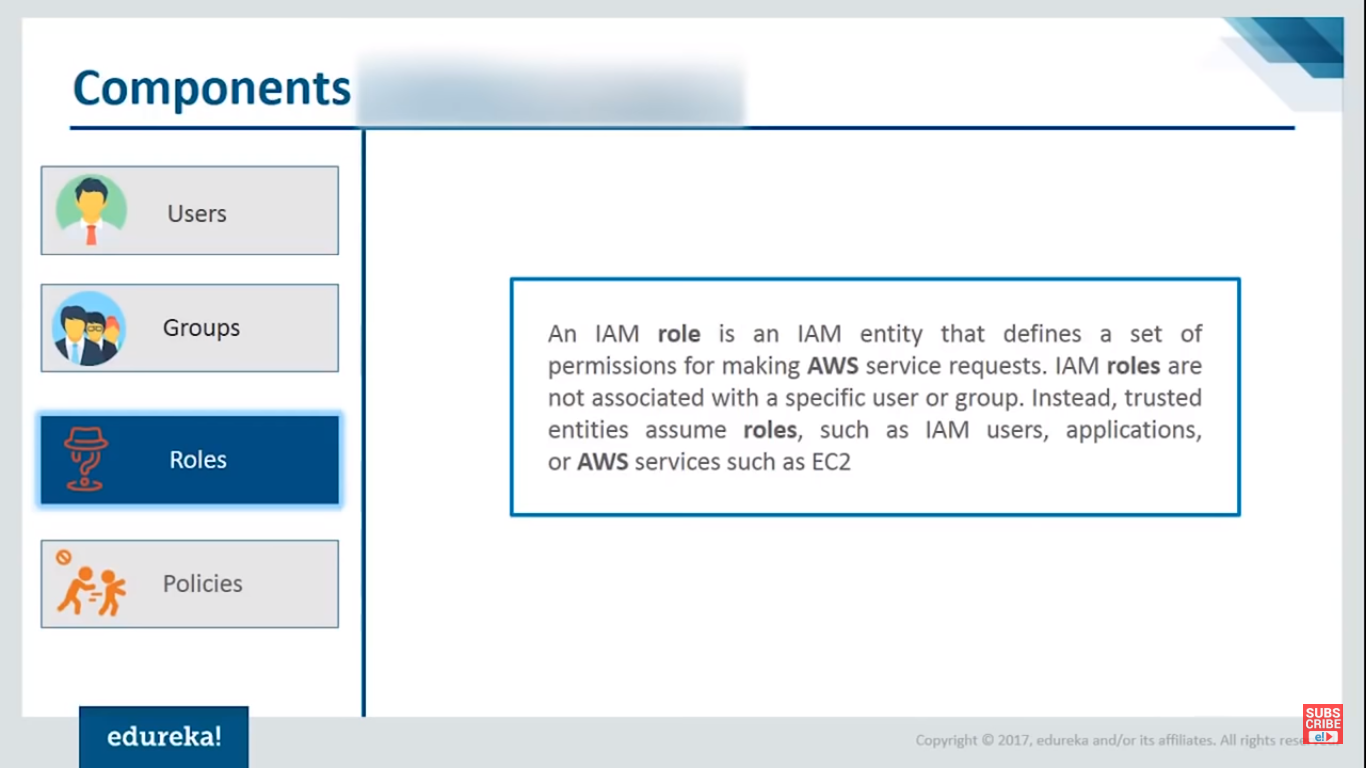 Components
Users
Groups
Roles
Policies
An IAM role is an IAM entity that defines a set of
permissions for making AWS service requests. IAM roles are
not associated with a specific user or group. Instead, trusted
entities assume roles, such as IAM users, applications,
or AWS services such as EC2
edureka!
Copyright © 2017, edureka and/or its affiliates. All rights
SUBS
CRIBE
e!